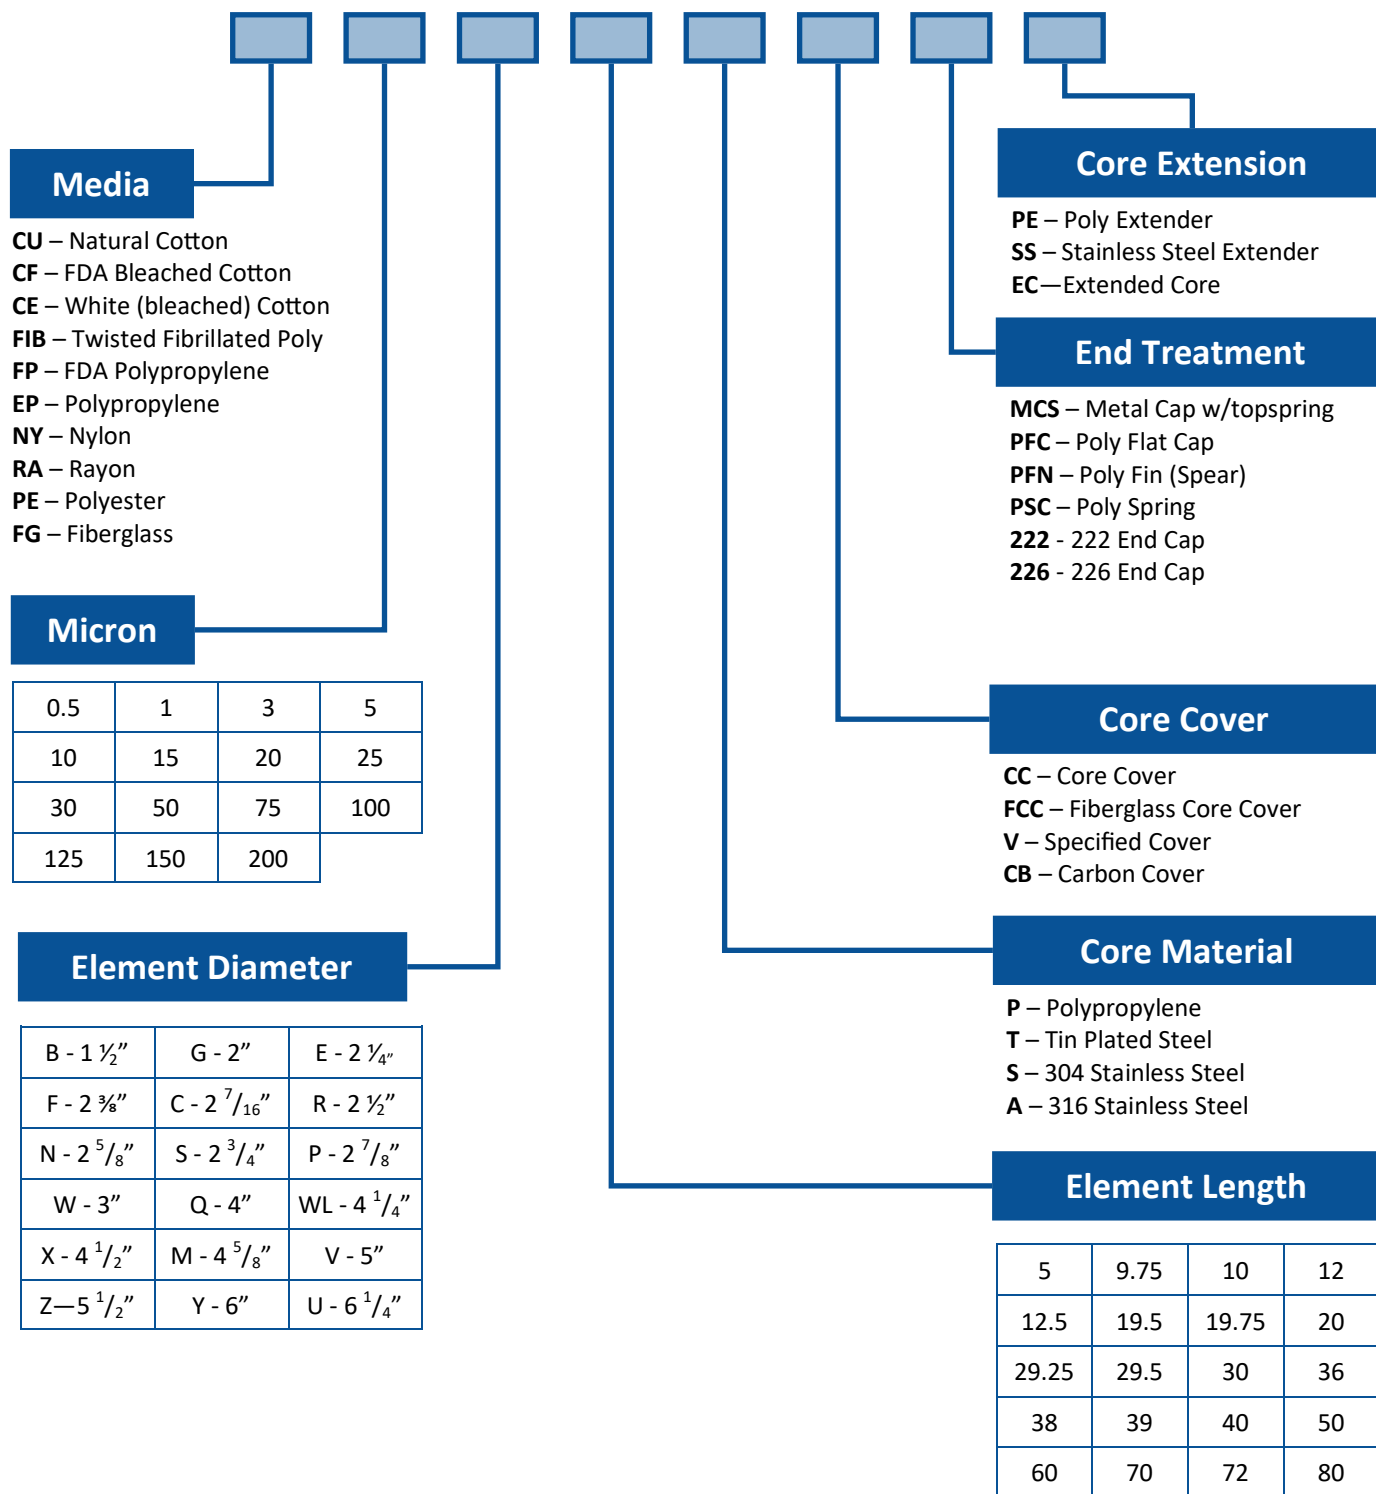 Media
CU – Natural Cotton
CF – FDA Bleached Cotton
CE – White (bleached) Cotton
FIB – Twisted Fibrillated Poly
FP – FDA Polypropylene
EP – Polypropylene
NY – Nylon
RA – Rayon
PE – Polyester
FG – Fiberglass
Micron
0.5 1 3 5
10 15 20 25
30 50 75 100
125 150 200
Element Diameter
B - 1 ½” G - 2” E - 2 ¼”
F - 2 ⅜” C - 2 7/16” R - 2 ½”
N - 2 5/8” S - 2 3/4” P - 2 7/8”
W - 3” Q - 4” WL - 4 1/4”
X - 4 1/2” M - 4 5/8” V - 5”
Z—5 1/2” Y - 6” U - 6 1/4”
Core Extension
PE – Poly Extender
SS – Stainless Steel Extender
EC—Extended Core
End Treatment
MCS – Metal Cap w/topspring
PFC – Poly Flat Cap
PFN – Poly Fin (Spear)
PSC – Poly Spring
222 - 222 End Cap
226 - 226 End Cap
Core Cover
CC – Core Cover
FCC – Fiberglass Core Cover
V – Specified Cover
CB – Carbon Cover
Core Material
P – Polypropylene
T – Tin Plated Steel
S – 304 Stainless Steel
A – 316 Stainless Steel
Element Length
5 9.75 10 12
12.5 19.5 19.75 20
29.25 29.5 30 36
38 39 40 50
60 70 72 80